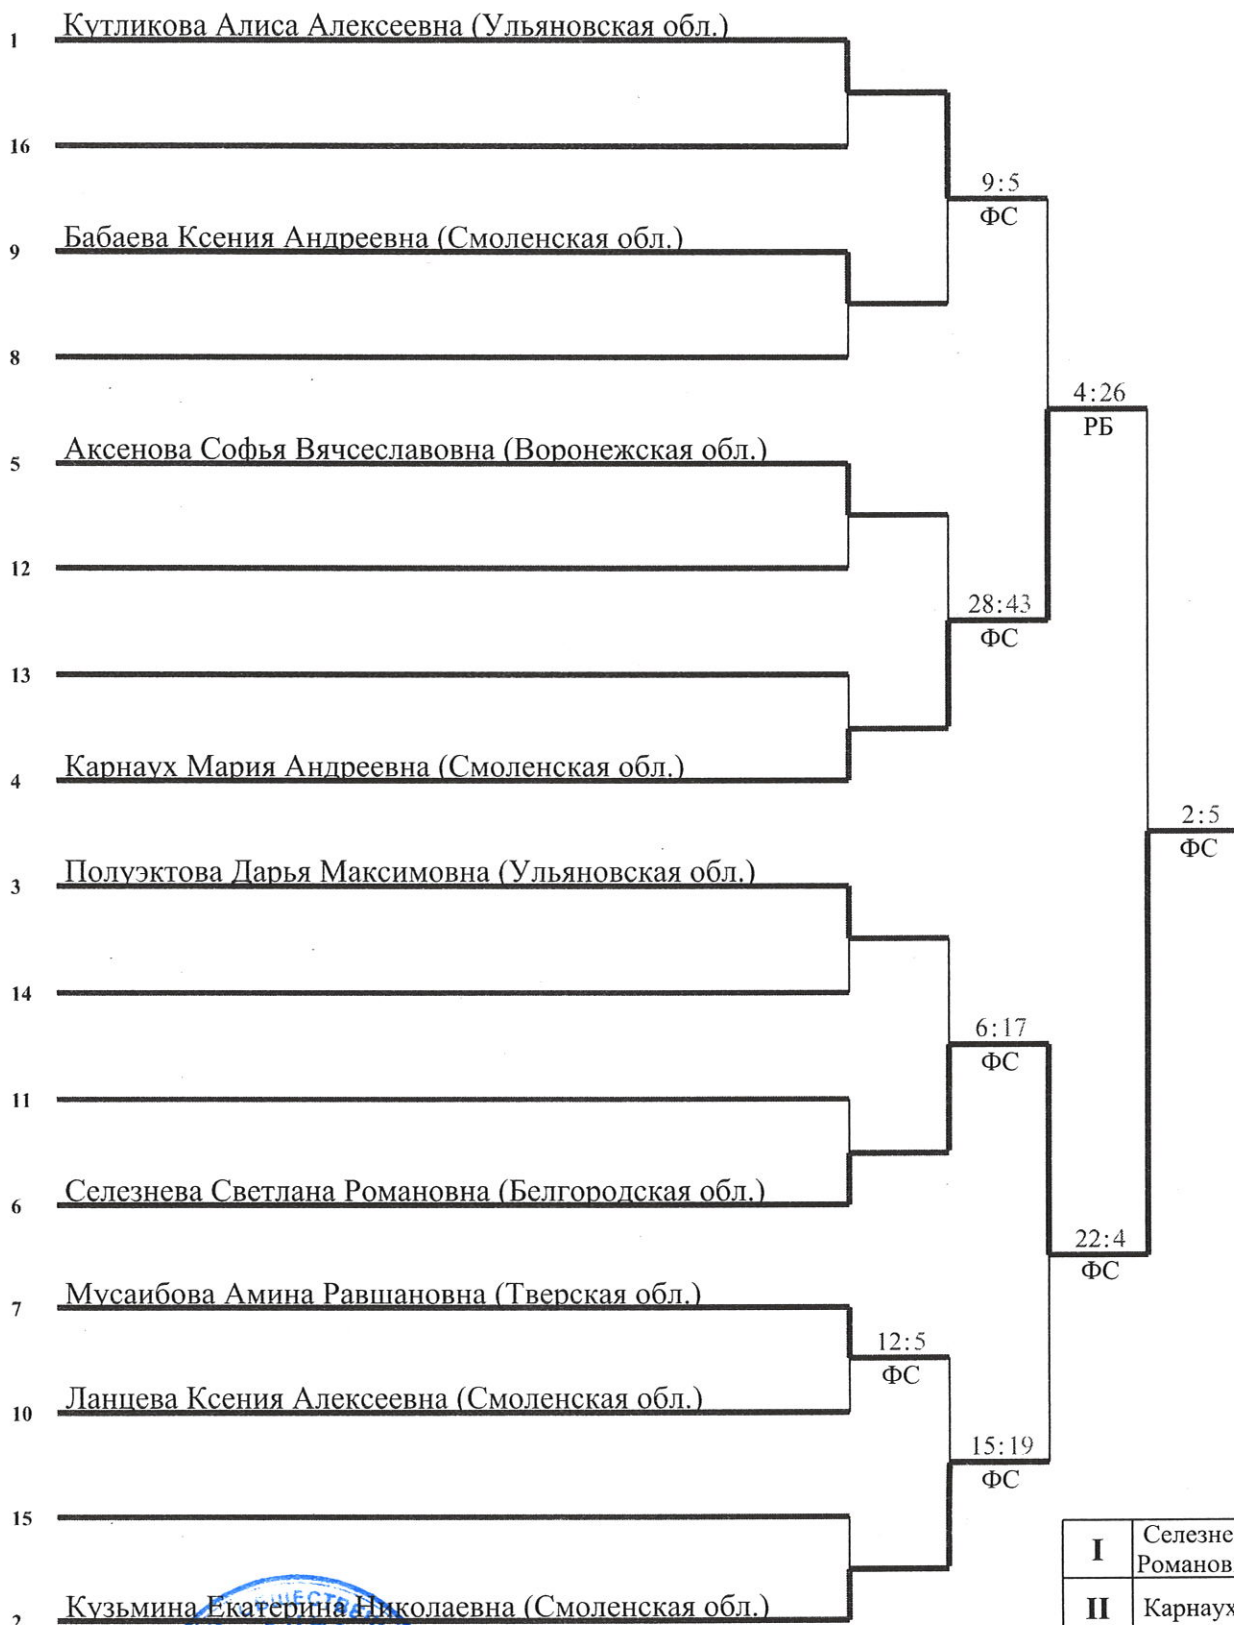 1 Кутликова Алиса Алексеевна (Ульяновская обл.)
16
9:5
ФС
9 Бабаева Ксения Андреевна (Смоленская обл.)
8
4:26
РБ
5 Аксенова Софья Вячсеславовна (Воронежская обл.)
12
28:43
ФС
13
4 Карнаух Мария Андреевна (Смоленская обл.)
2:5
ФС
3 Полуэктова Дарья Максимовна (Ульяновская обл.)
14
6:17
ФС
11
6 Селезнева Светлана Романовна (Белгородская обл.)
22:4
ФС
7 Мусаибова Амина Равшановна (Тверская обл.)
12:5
ФС
10 Ланцева Ксения Алексеевна (Смоленская обл.)
15:19
ФС
15
I Селезне
Романов
2 Кузьмина Екатерина Николаевна (Смоленская обл.)
II Карнаух